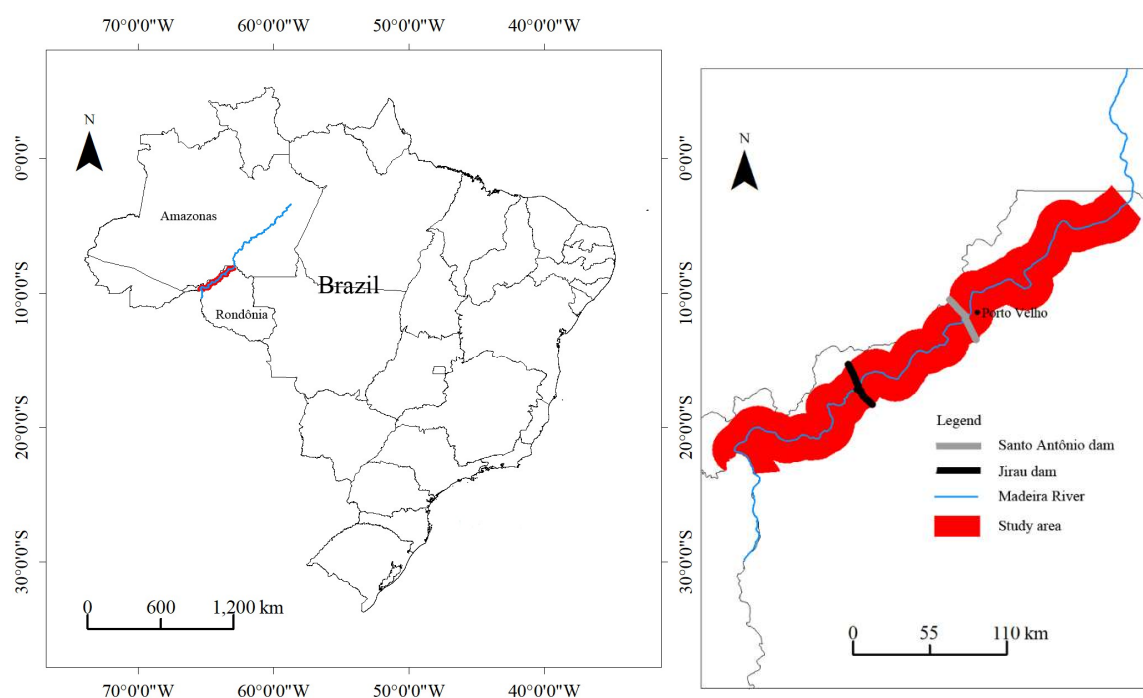 70°0'0"W 60°0'0"W 50°0'0"W 40°0'0"W
N
0°0'0"
10°0'0"S
20°0'0"S
30°0'0"S
Amazonas
Brazil
Rondônia
0 600 1,200 km
70°0'0"W 60°0'0"W 50°0'0"W 40°0'0"W
0°0'0"
10°0'0"S
20°0'0"S
30°0'0"S
N
Porto Velho
Legend
Santo Antônio dam
Jirau dam
Madeira River
Study area
0 55 110 km